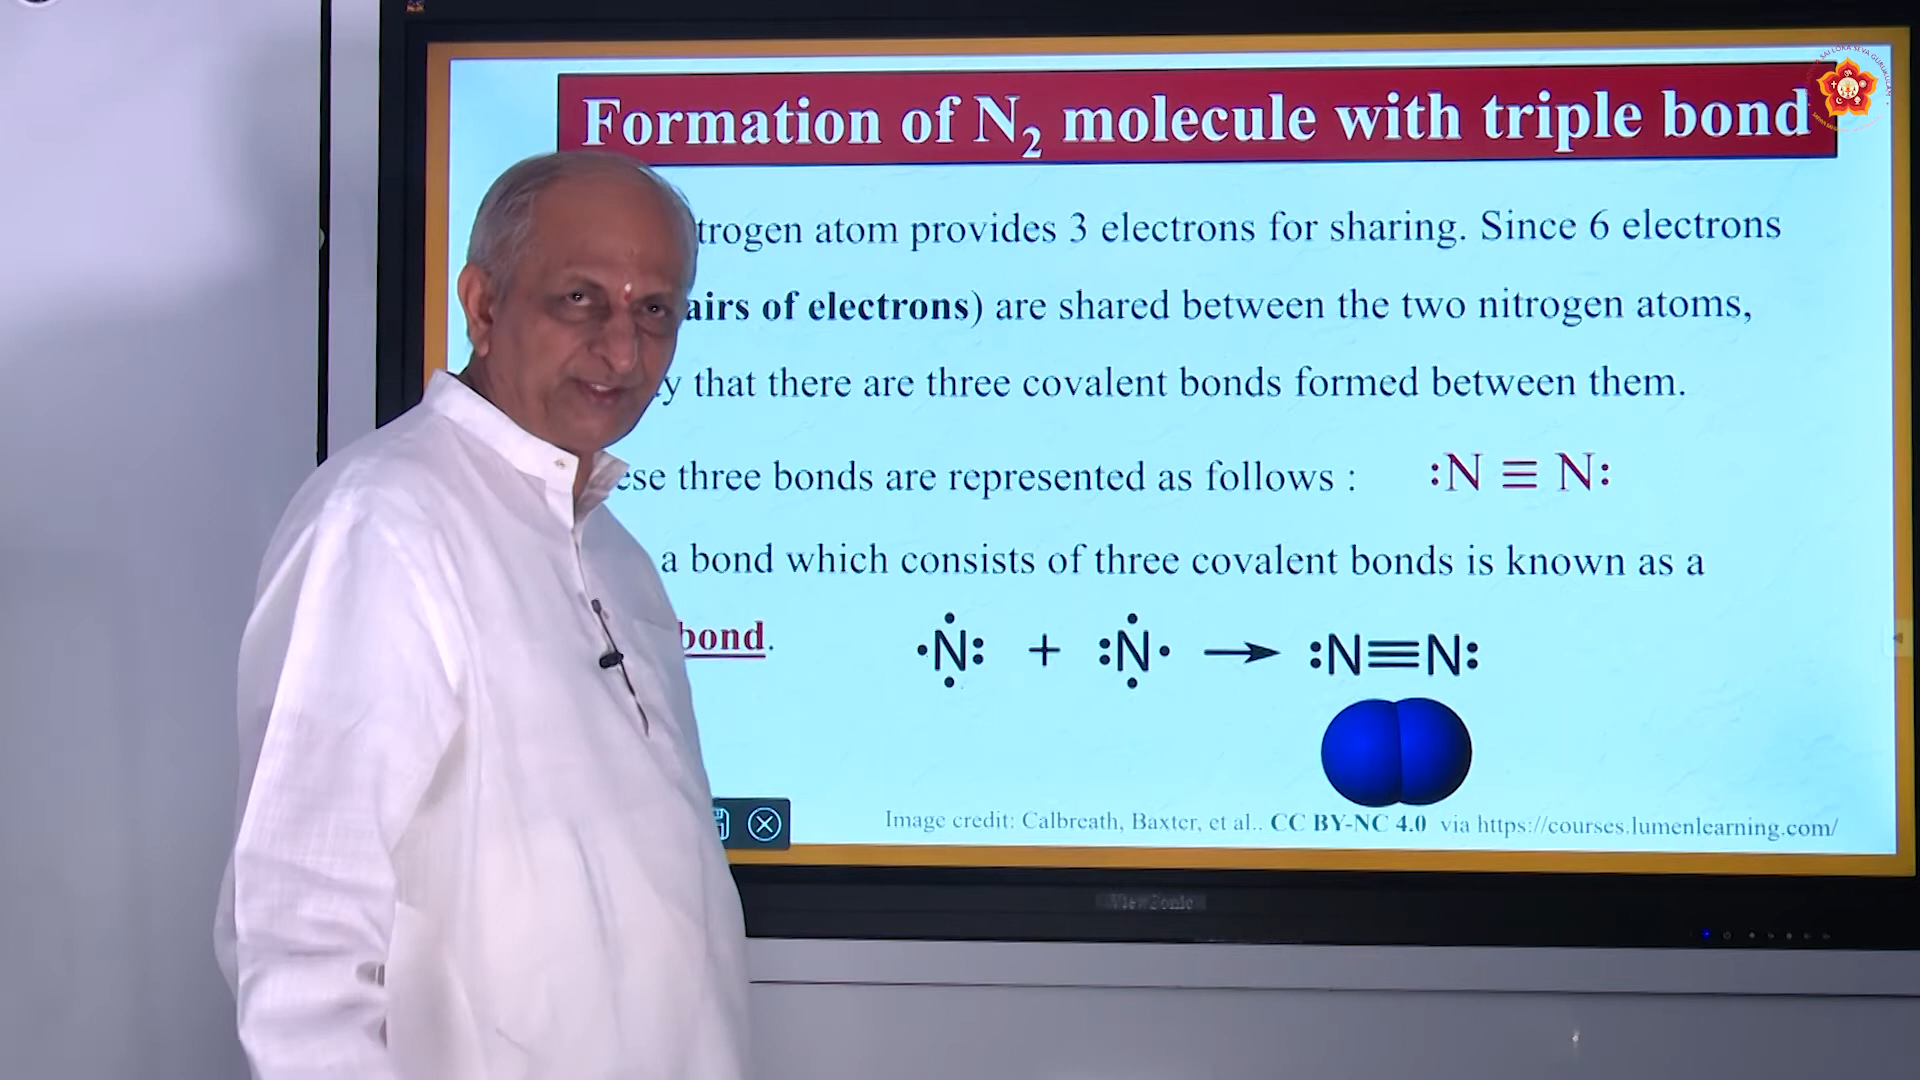 Formation of N₂ molecule with triple bond
trogen atom provides 3 electrons for sharing. Since 6 electrons
airs of electrons) are shared between the two nitrogen atoms,
y that there are three covalent bonds formed between them.
ese three bonds are represented as follows : :N ≡ N:
a bond which consists of three covalent bonds is known as a
bond.
·N: + :N· → :N≡N:
Image credit: Calbreath, Baxter, et al.. CC BY-NC 4.0 via https://courses.lumenlearning.com/
ViewSonic